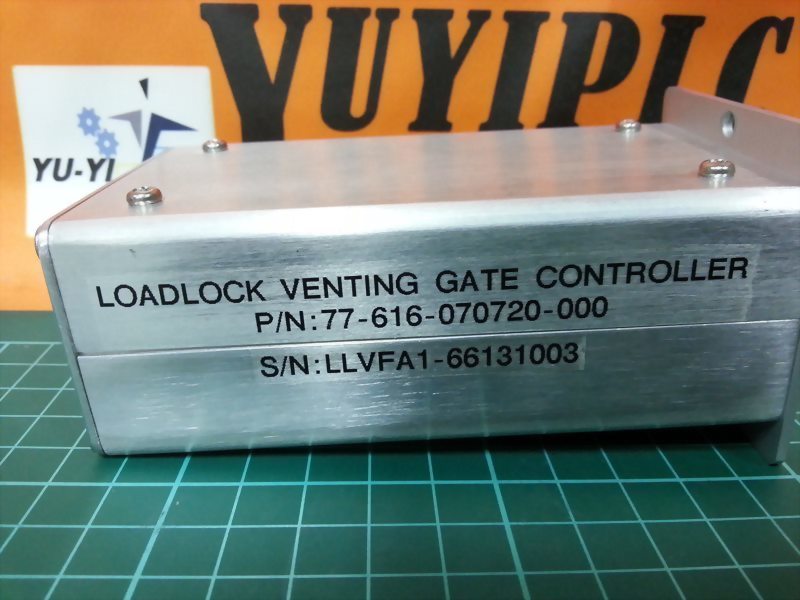 YUYIPLC
YU-YI
LOADLOCK VENTING GATE CONTROLLER
P/N:77-616-070720-000
S/N:LLVFA1-66131003